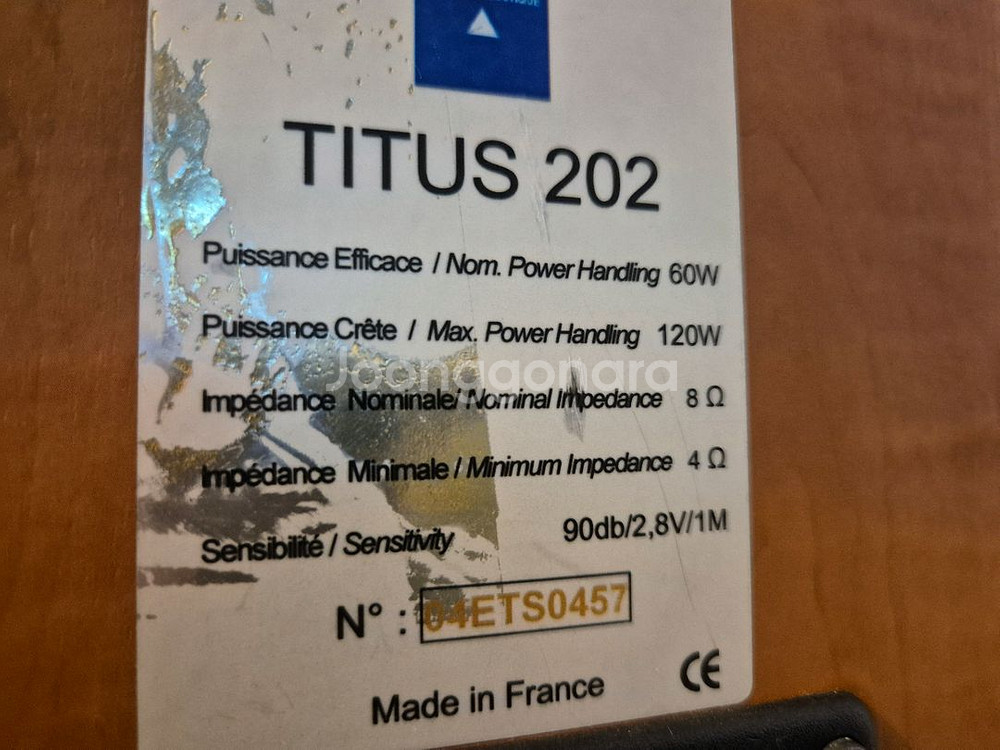 TITUS 202
Puissance Efficace / Nom. Power Handling 60W
Puissance Crête / Max. Power Handling 120W
Joonggonara
Impédance Nominale/ Nominal Impedance 8 Ω
Impédance Minimale / Minimum Impedance 4 Ω
Sensibilité / Sensitivity 90db/2,8V/1M
N° : 04ETS0457
Made in France CE